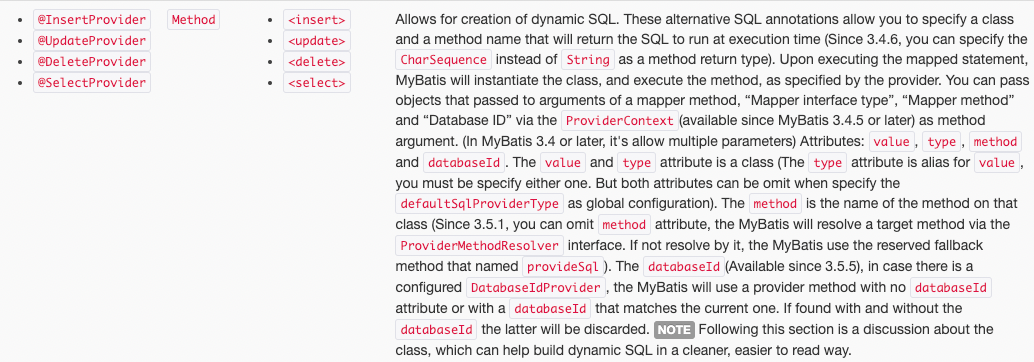 @InsertProvider Method <insert> Allows for creation of dynamic SQL. These alternative SQL annotations allow you to specify a class
@UpdateProvider <update> and a method name that will return the SQL to run at execution time (Since 3.4.6, you can specify the
@DeleteProvider <delete> CharSequence instead of String as a method return type). Upon executing the mapped statement,
@SelectProvider <select> MyBatis will instantiate the class, and execute the method, as specified by the provider. You can pass
objects that passed to arguments of a mapper method, “Mapper interface type”, “Mapper method”
and “Database ID” via the ProviderContext (available since MyBatis 3.4.5 or later) as method
argument. (In MyBatis 3.4 or later, it's allow multiple parameters) Attributes: value , type , method
and databaseId . The value and type attribute is a class (The type attribute is alias for value ,
you must be specify either one. But both attributes can be omit when specify the
defaultSqlProviderType as global configuration). The method is the name of the method on that
class (Since 3.5.1, you can omit method attribute, the MyBatis will resolve a target method via the
ProviderMethodResolver interface. If not resolve by it, the MyBatis use the reserved fallback
method that named provideSql ). The databaseId (Available since 3.5.5), in case there is a
configured DatabaseIdProvider , the MyBatis will use a provider method with no databaseId
attribute or with a databaseId that matches the current one. If found with and without the
databaseId the latter will be discarded. NOTE Following this section is a discussion about the
class, which can help build dynamic SQL in a cleaner, easier to read way.